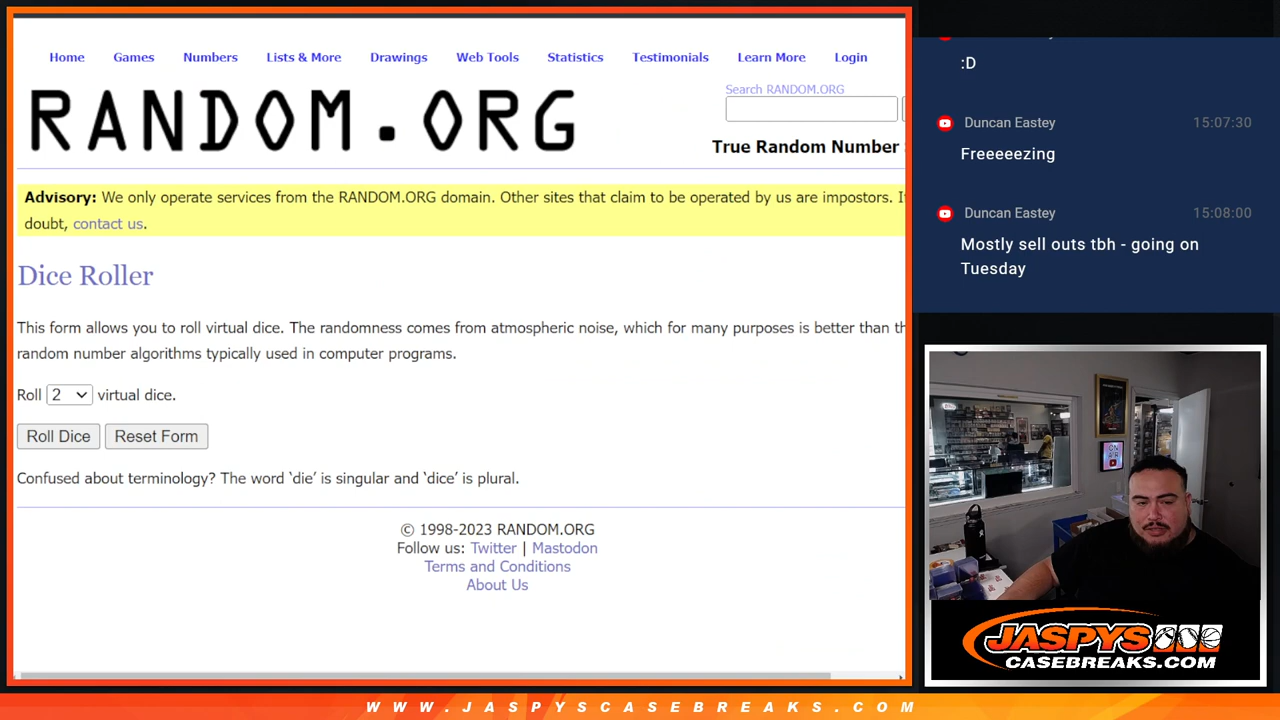 Home Games Numbers Lists & More Drawings Web Tools Statistics Testimonials Learn More Login
RANDOM.ORG
Search RANDOM.ORG
True Random Number
Advisory: We only operate services from the RANDOM.ORG domain. Other sites that claim to be operated by us are impostors. I
doubt, contact us.
Dice Roller
This form allows you to roll virtual dice. The randomness comes from atmospheric noise, which for many purposes is better than th
random number algorithms typically used in computer programs.
Roll 2 virtual dice.
Roll Dice Reset Form
Confused about terminology? The word ‘die’ is singular and ‘dice’ is plural.
© 1998-2023 RANDOM.ORG
Follow us: Twitter | Mastodon
Terms and Conditions
About Us
:D
Duncan Eastey 15:07:30
Freeeeezing
Duncan Eastey 15:08:00
Mostly sell outs tbh - going on
Tuesday
JASPYS
CASEBREAKS.COM
WWW.JASPYSCASEBREAKS.COM